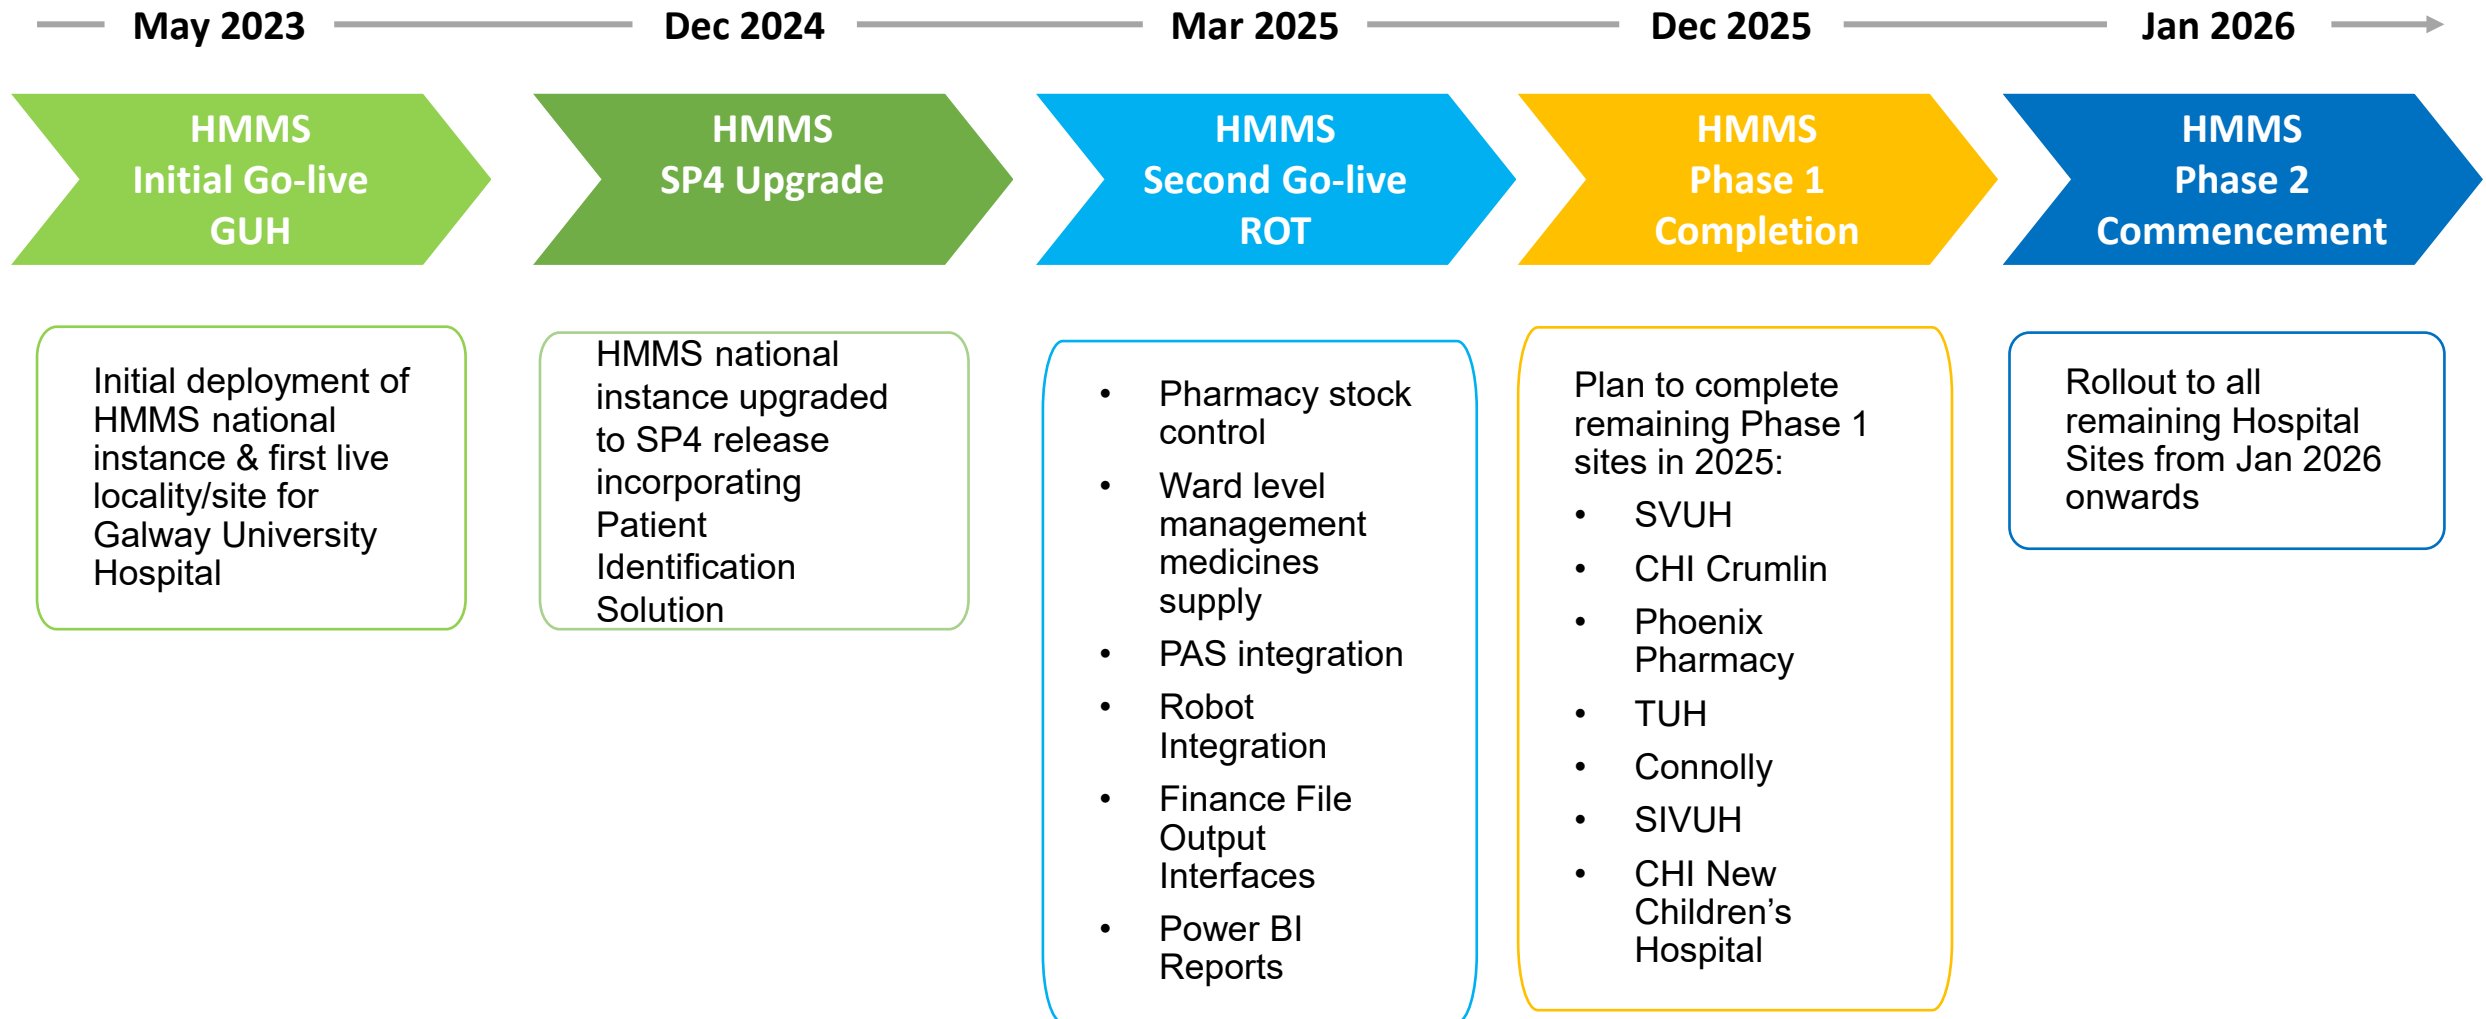 May 2023
Dec 2024
Mar 2025
Dec 2025
Jan 2026
HMMS
Initial Go-live
GUH
HMMS
SP4 Upgrade
HMMS
Second Go-live
ROT
HMMS
Phase 1
Completion
HMMS
Phase 2
Commencement
Initial deployment of
HMMS national
instance & first live
locality/site for
Galway University
Hospital
HMMS national
instance upgraded
to SP4 release
incorporating
Patient
Identification
Solution
• Pharmacy stock
control
• Ward level
management
medicines
supply
• PAS integration
• Robot
Integration
• Finance File
Output
Interfaces
• Power BI
Reports
Plan to complete
remaining Phase 1
sites in 2025:
• SVUH
• CHI Crumlin
• Phoenix
Pharmacy
• TUH
• Connolly
• SIVUH
• CHI New
Children’s
Hospital
Rollout to all
remaining Hospital
Sites from Jan 2026
onwards